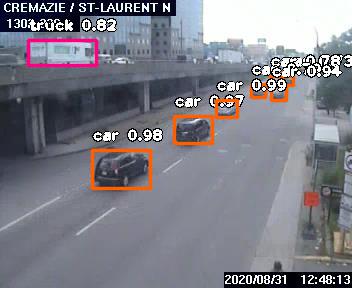 CREMAZIE / ST-LAURENT N
truck 0.82
car 0.94
car 0.99
car 0.97
car 0.98
2020/08/31 12:48:13